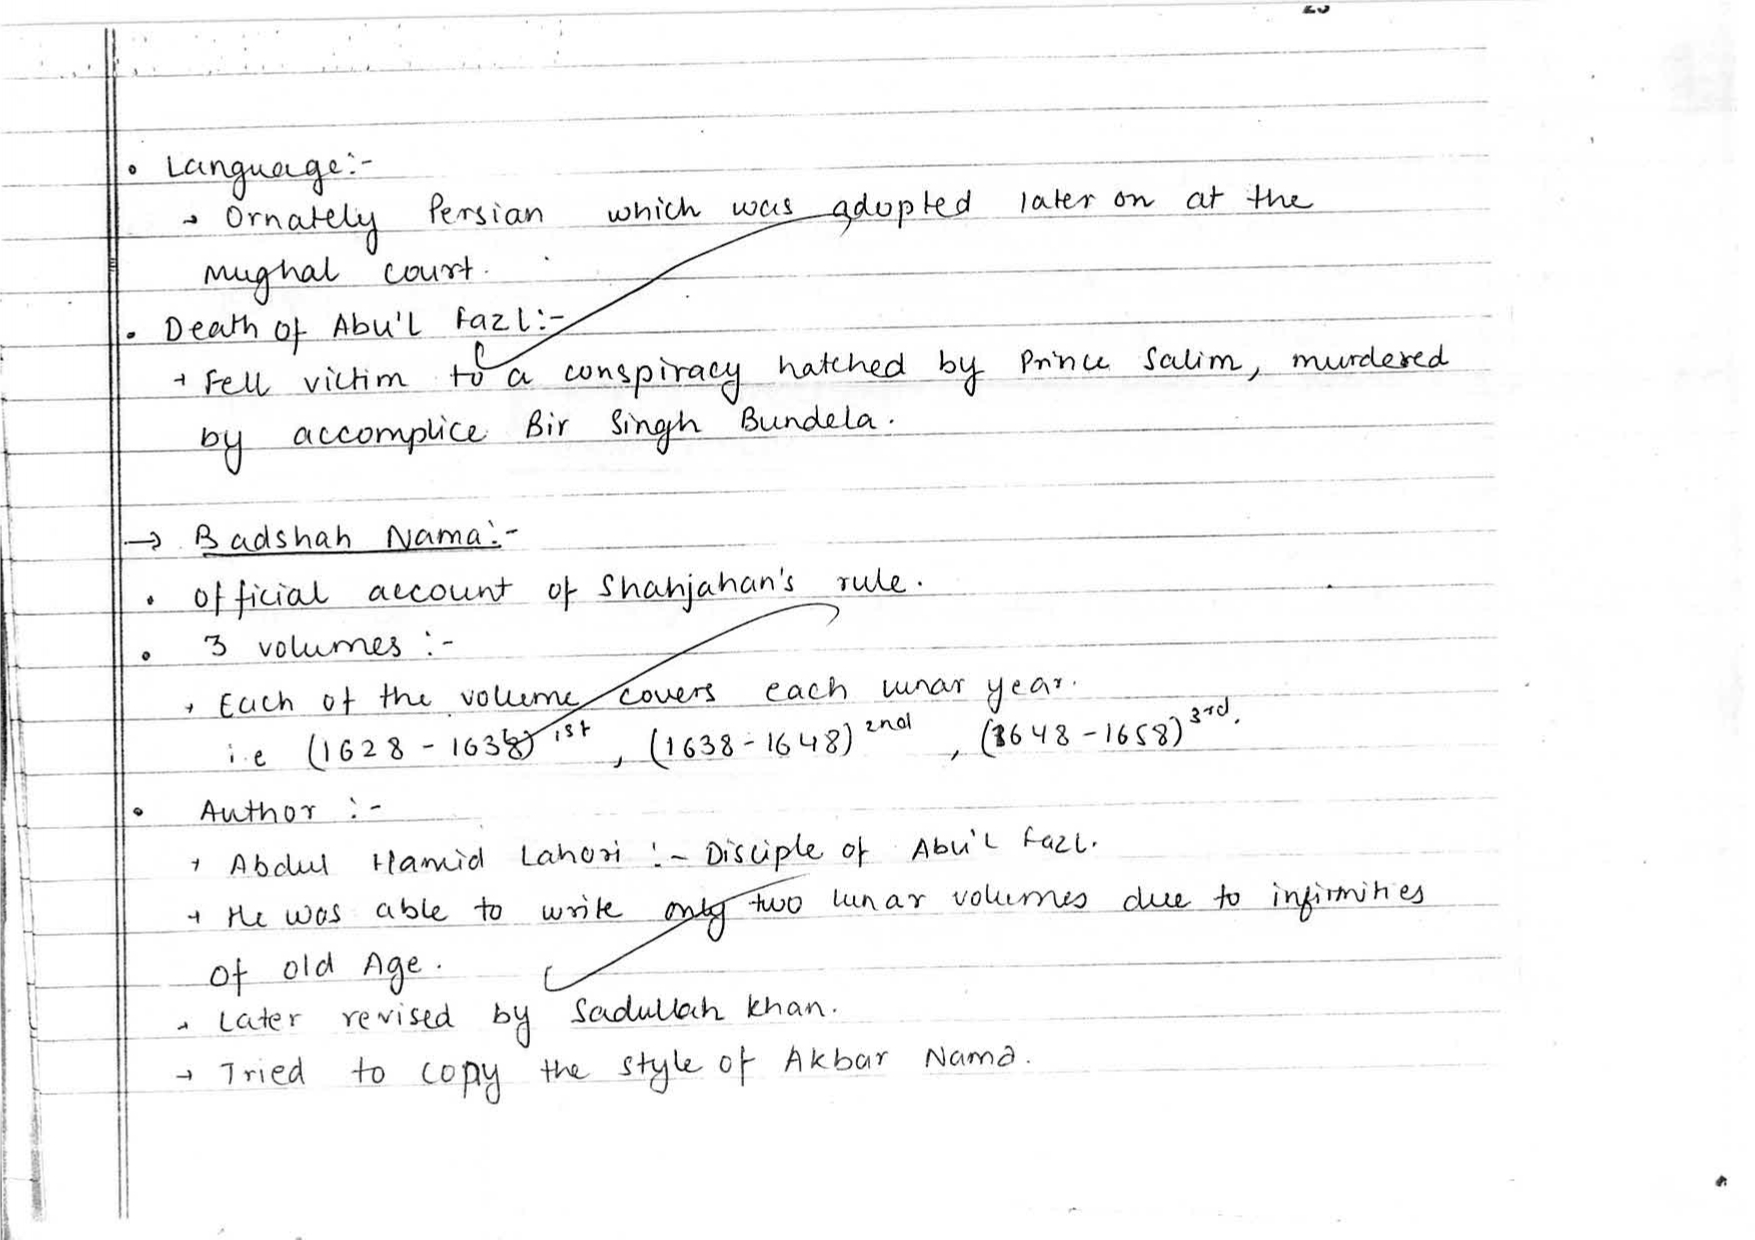 • Language:-
→ Ornately Persian which was adopted later on at the
Mughal court.
• Death of Abu'l Fazl:-
→ Fell victim to a conspiracy hatched by Prince Salim, murdered
by accomplice Bir Singh Bundela.
→ Badshah Nama:-
• Official account of Shahjahan's rule.
• 3 volumes :-
→ Each of the volume covers each lunar year.
i.e (1628 - 1638) 1st, (1638 - 1648) 2nd, (1648 - 1658) 3rd.
• Author :-
→ Abdul Hamid Lahori :- Disciple of Abu'l Fazl.
→ He was able to write only two lunar volumes due to infirmities
of old Age.
→ Later revised by Sadullah Khan.
→ Tried to copy the style of Akbar Nama.